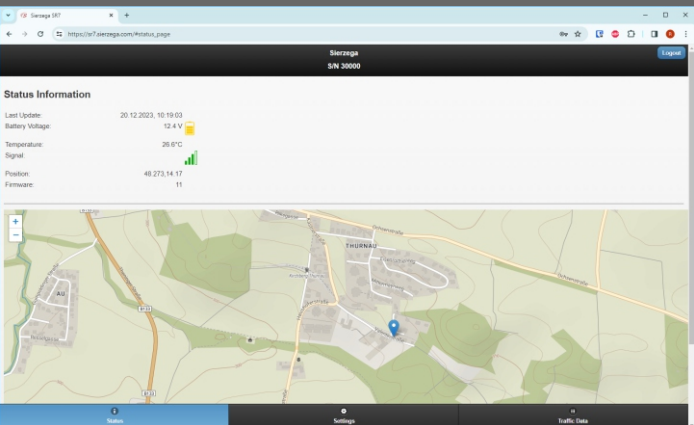 Sierzega SR7
https://sr7.sierzega.com/#status_page
Sierzega
S/N 30000
Logout
Status Information
Last Update: 20.12.2023, 10:19:03
Battery Voltage: 12.4 V
Temperature: 26.6°C
Signal:
Position: 48.273,14.17
Firmware: 11
+
−
THURNAU
AU
Status
Settings
Traffic Data